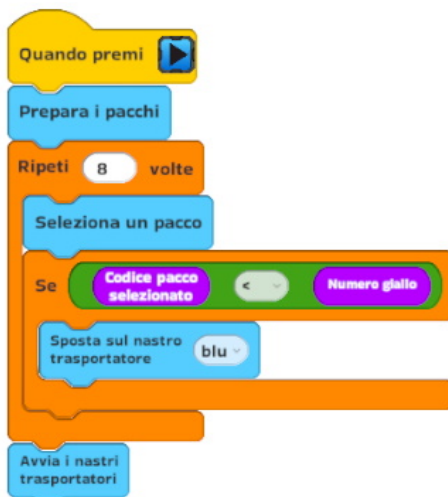 Quando premi
Prepara i pacchi
Ripeti 8 volte
Seleziona un pacco
Se Codice pacco selezionato < Numero giallo
Sposta sul nastro
trasportatore blu
Avvia i nastri
trasportatori